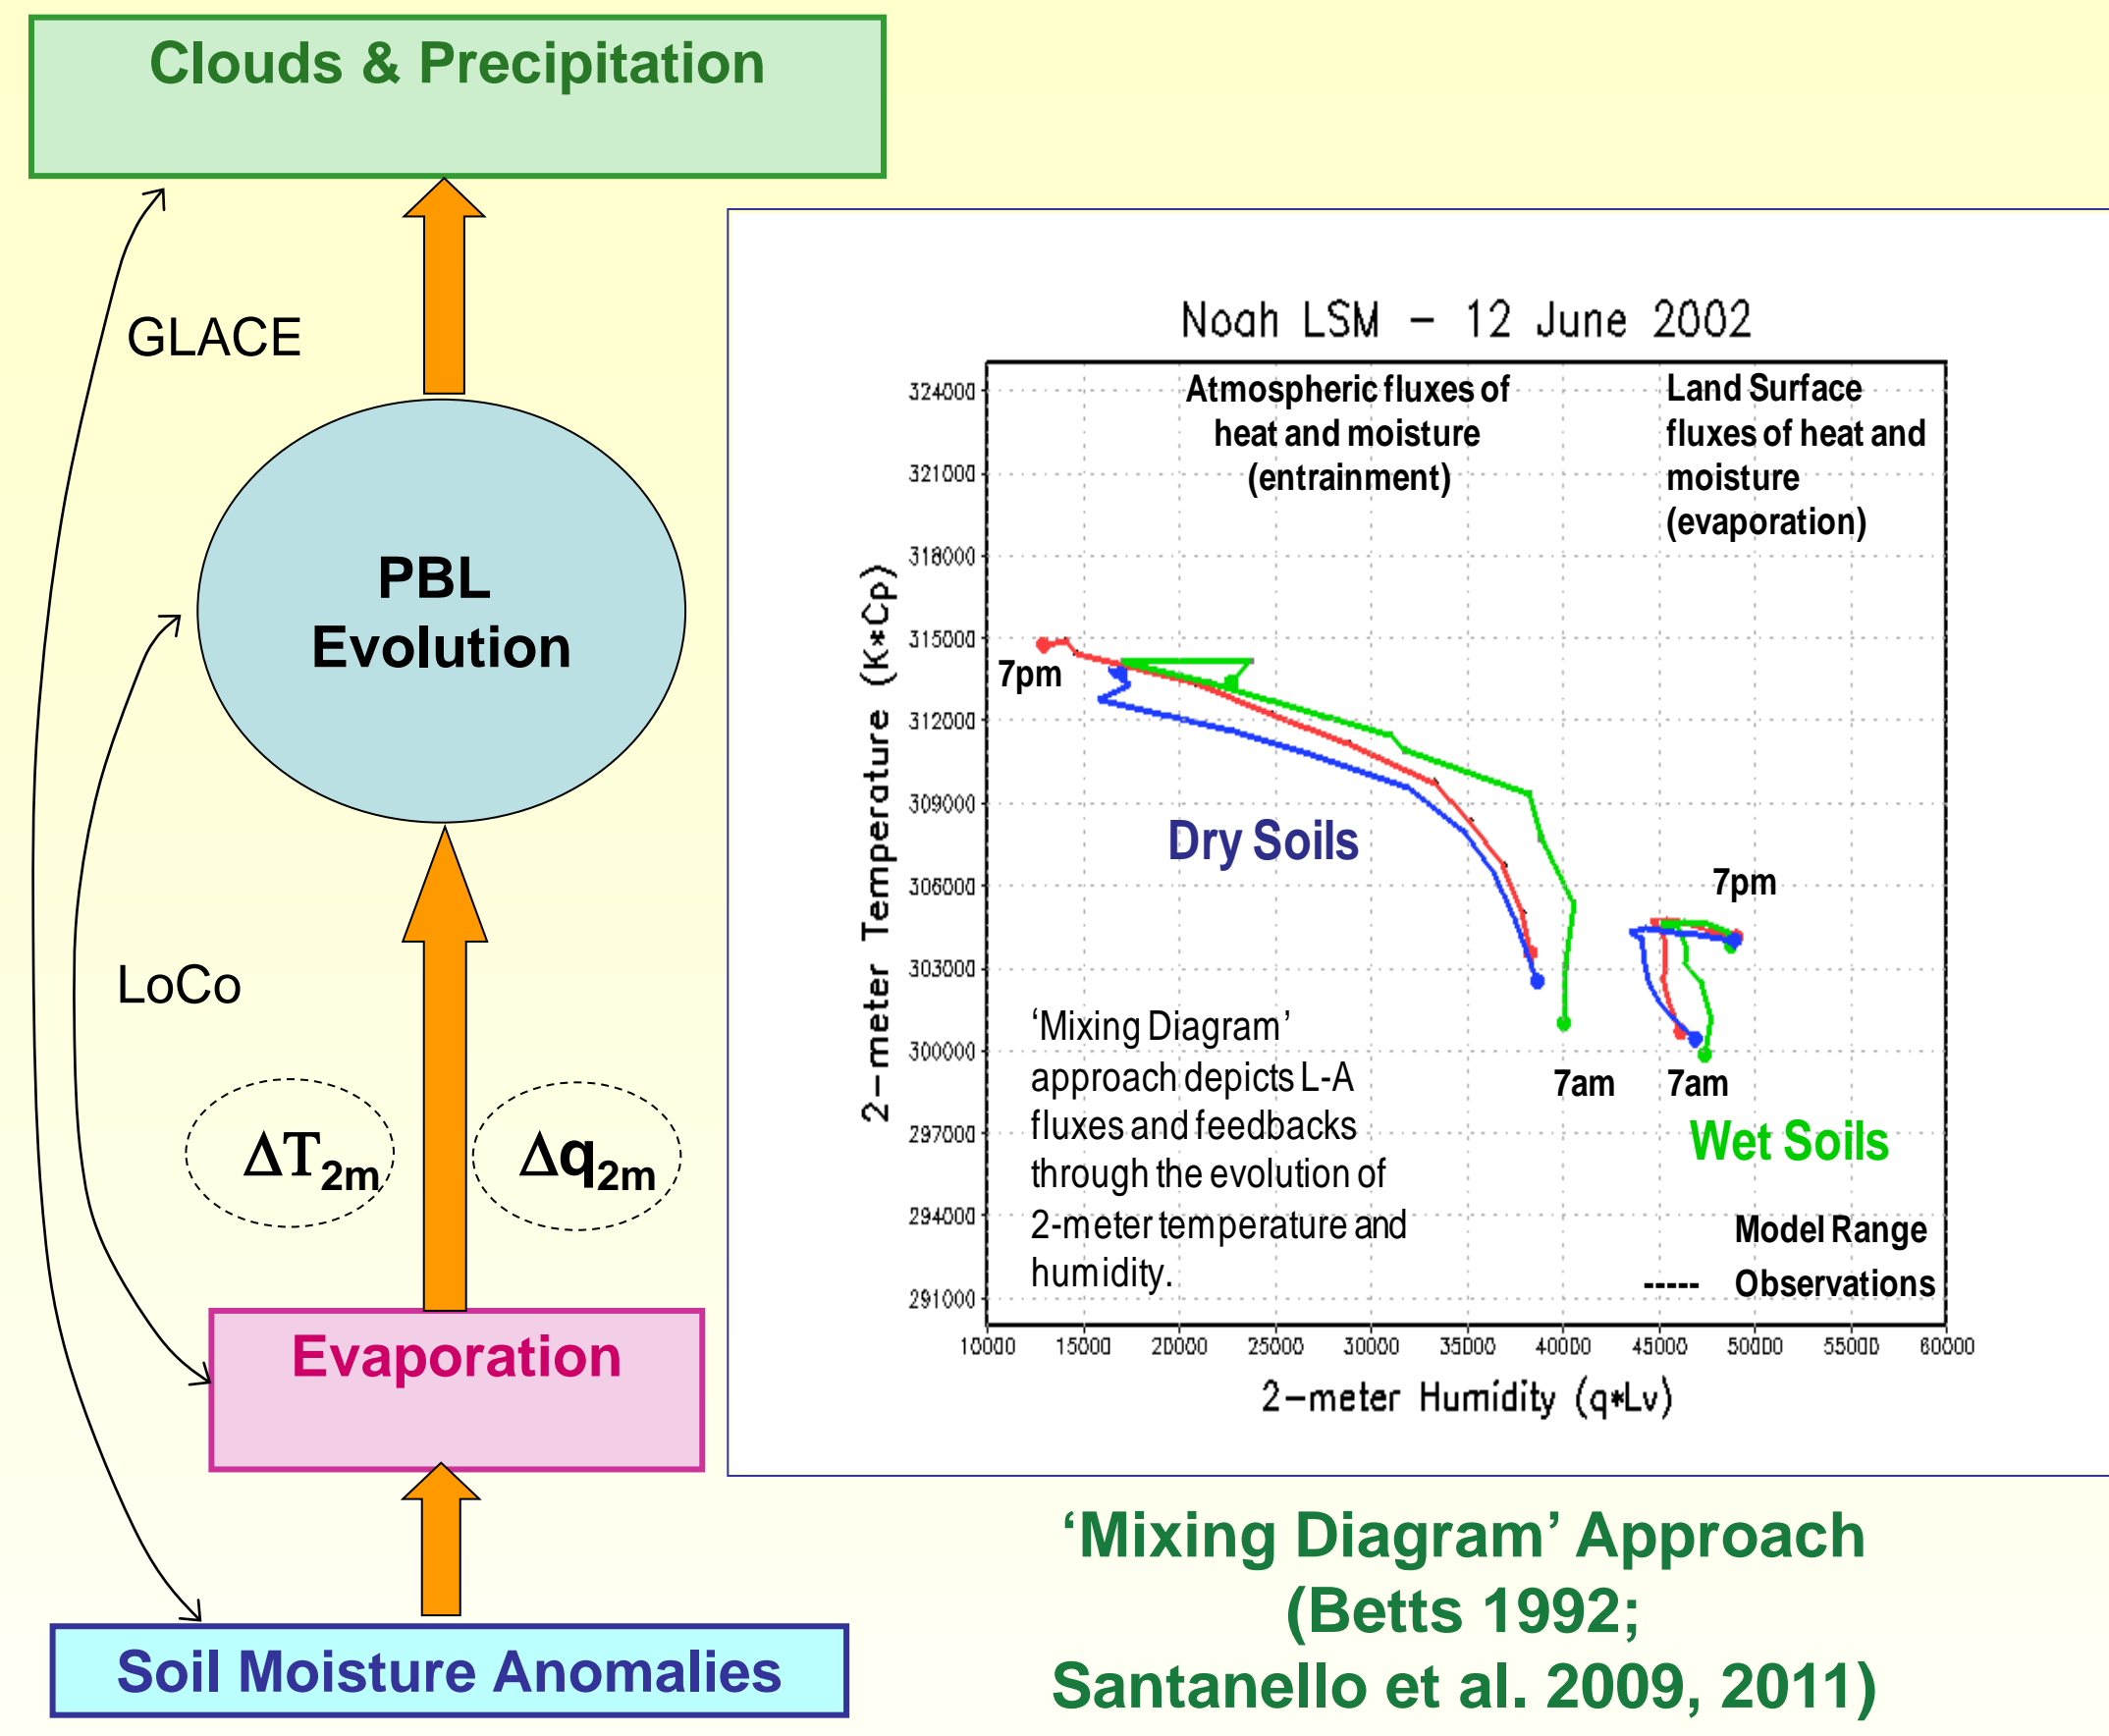 Clouds & Precipitation
GLACE
PBL
Evolution
LoCo
ΔT2m
Δq2m
Evaporation
Soil Moisture Anomalies
Noah LSM – 12 June 2002
2–meter Temperature (K*Cp)
324000
321000
318000
315000
312000
309000
306000
303000
300000
297000
294000
291000
Atmospheric fluxes of
heat and moisture
(entrainment)
Land Surface
fluxes of heat and
moisture
(evaporation)
7pm
Dry Soils
7pm
‘Mixing Diagram’
approach depicts L-A
fluxes and feedbacks
through the evolution of
2-meter temperature and
humidity.
7am
7am
Wet Soils
Model Range
----- Observations
10000 15000 20000 25000 30000 35000 40000 45000 50000 55000 60000
2–meter Humidity (q*Lv)
‘Mixing Diagram’ Approach
(Betts 1992;
Santanello et al. 2009, 2011)